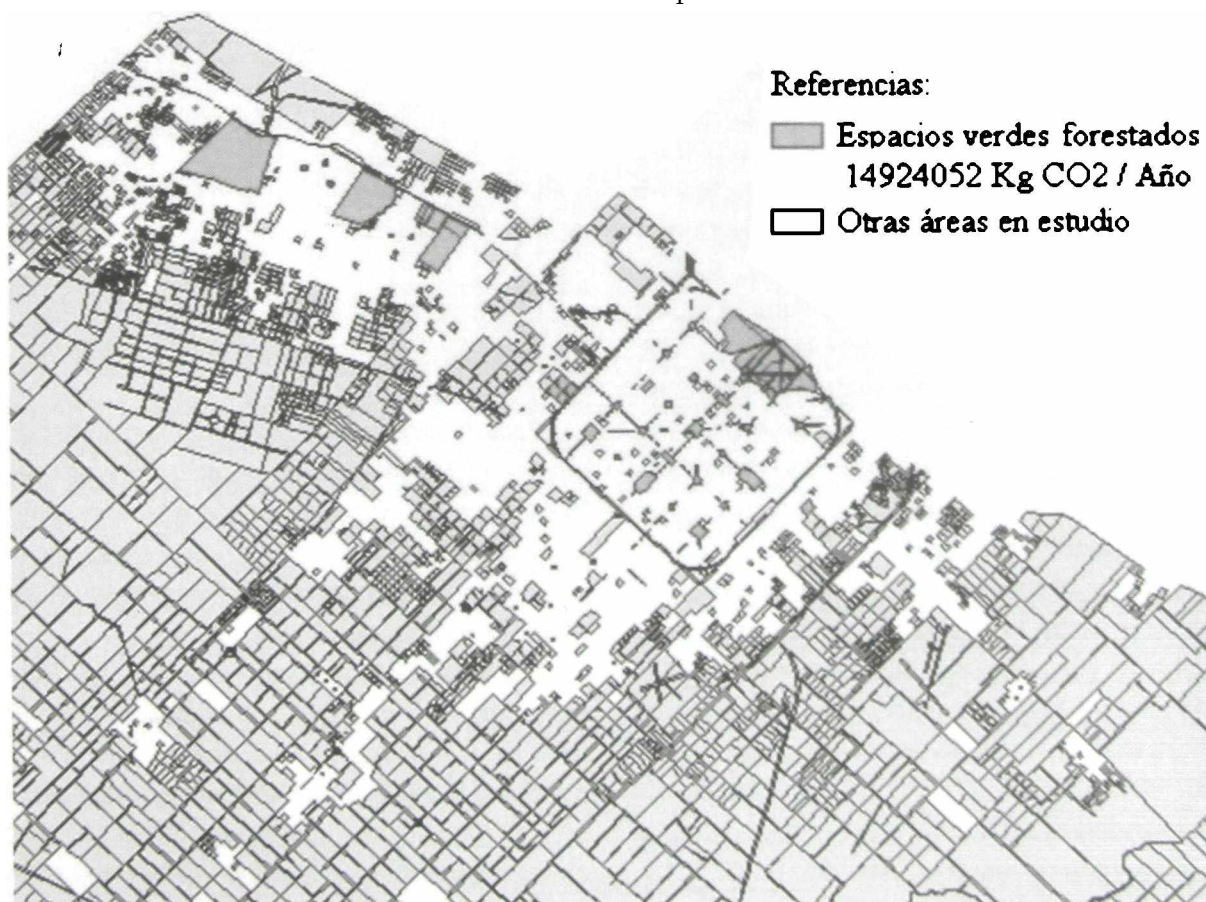 Referencias:
Espacios verdes forestados
14924052 Kg CO2 / Año
Otras áreas en estudio